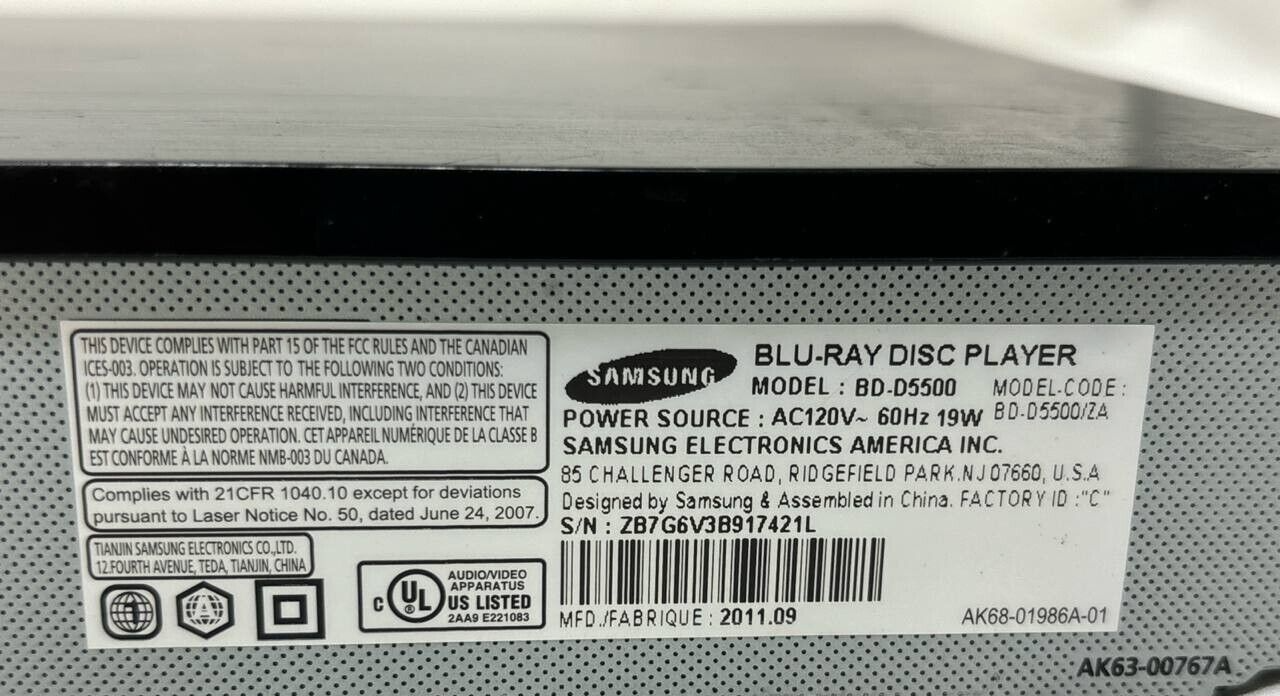 THIS DEVICE COMPLIES WITH PART 15 OF THE FCC RULES AND THE CANADIAN
ICES-003. OPERATION IS SUBJECT TO THE FOLLOWING TWO CONDITIONS:
(1) THIS DEVICE MAY NOT CAUSE HARMFUL INTERFERENCE, AND (2) THIS DEVICE
MUST ACCEPT ANY INTERFERENCE RECEIVED, INCLUDING INTERFERENCE THAT
MAY CAUSE UNDESIRED OPERATION. CET APPAREIL NUMÉRIQUE DE LA CLASSE B
EST CONFORME À LA NORME NMB-003 DU CANADA.
Complies with 21CFR 1040.10 except for deviations
pursuant to Laser Notice No. 50, dated June 24, 2007.
TIANJIN SAMSUNG ELECTRONICS CO.,LTD.
12.FOURTH AVENUE, TEDA, TIANJIN, CHINA
A
C UL ®
AUDIO/VIDEO
APPARATUS
US LISTED
2AA9 E221083
SAMSUNG
BLU-RAY DISC PLAYER
MODEL : BD-D5500 MODEL-CODE :
BD-D5500/ZA
POWER SOURCE : AC120V~ 60Hz 19W
SAMSUNG ELECTRONICS AMERICA INC.
85 CHALLENGER ROAD, RIDGEFIELD PARK.NJ 07660, U.S.A
Designed by Samsung & Assembled in China. FACTORY ID :"C"
S/N : ZB7G6V3B917421L
MFD./FABRIQUE : 2011.09
AK68-01986A-01
AK63-00767A